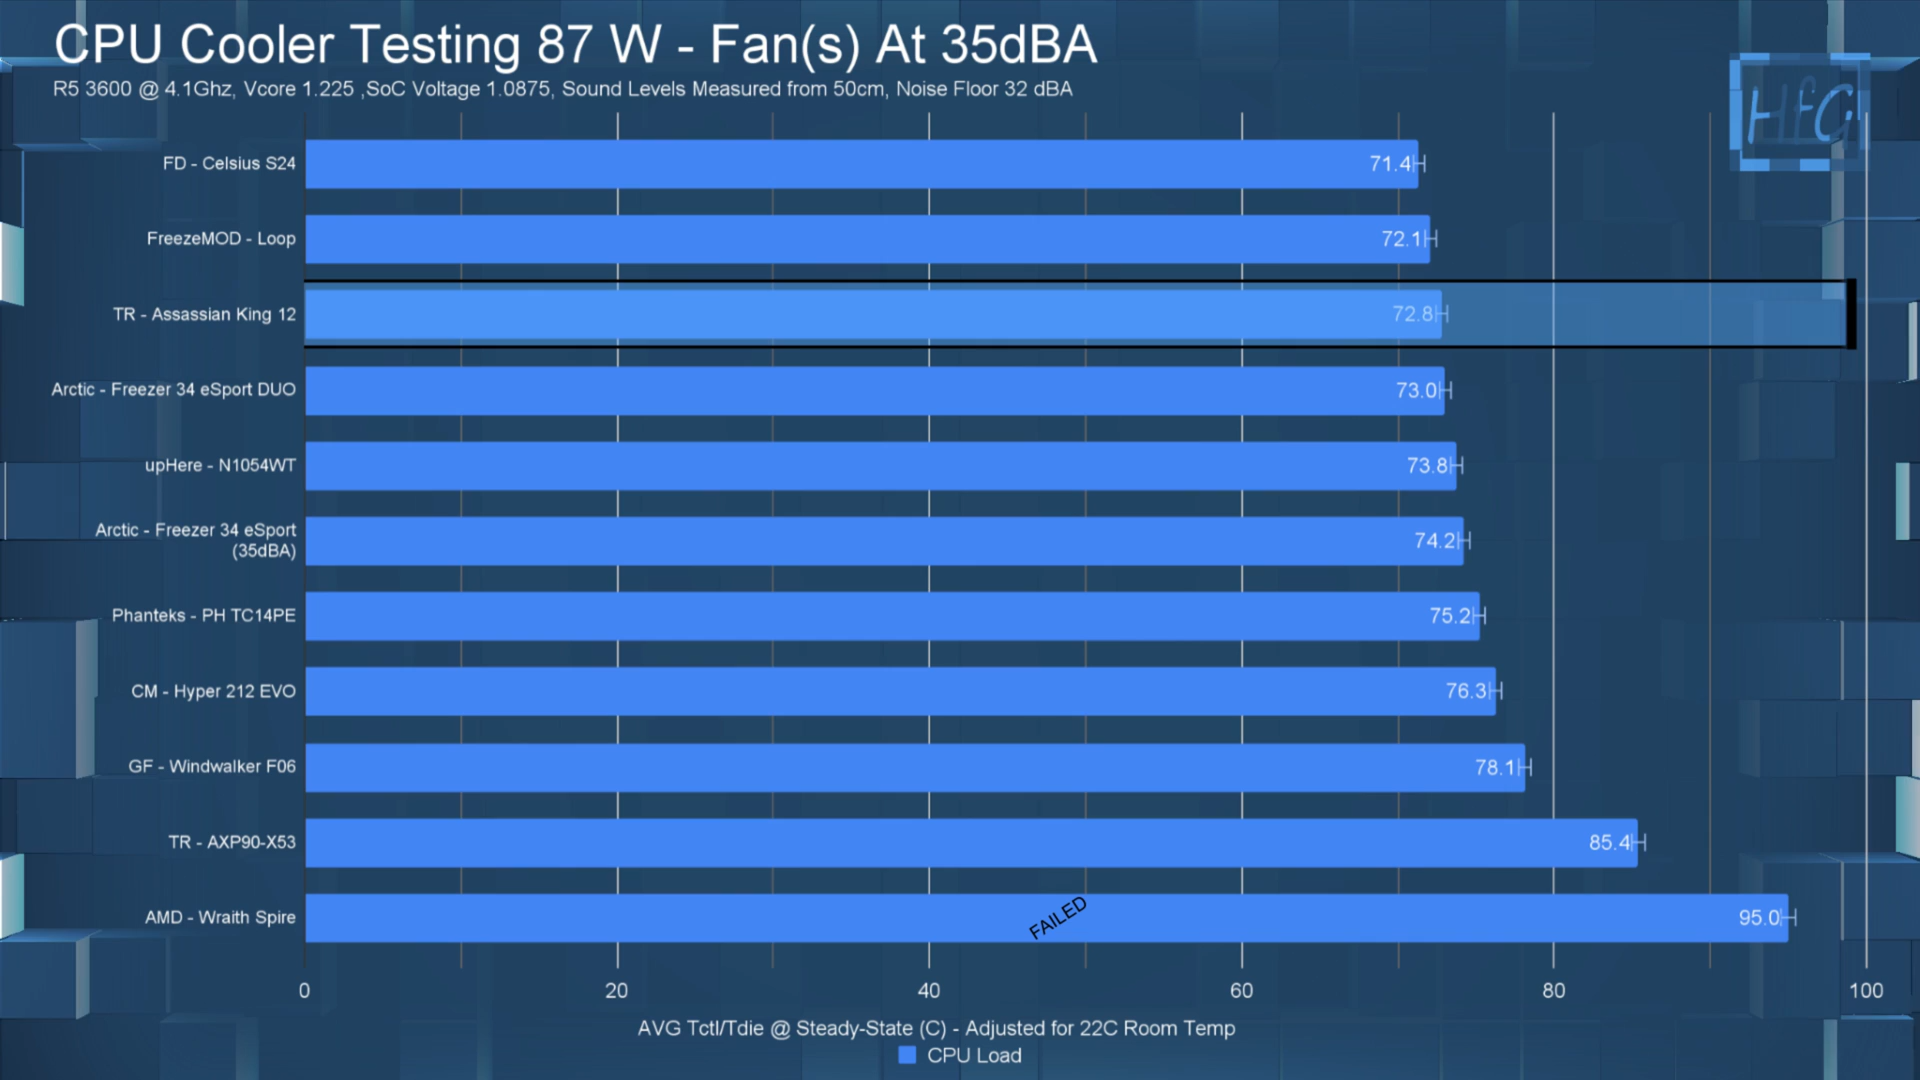 CPU Cooler Testing 87 W - Fan(s) At 35dBA
R5 3600 @ 4.1Ghz, Vcore 1.225 ,SoC Voltage 1.0875, Sound Levels Measured from 50cm, Noise Floor 32 dBA
HfG
FD - Celsius S24 71.4
FreezeMOD - Loop 72.1
TR - Assassian King 12 72.8
Arctic - Freezer 34 eSport DUO 73.0
upHere - N1054WT 73.8
Arctic - Freezer 34 eSport
(35dBA) 74.2
Phanteks - PH TC14PE 75.2
CM - Hyper 212 EVO 76.3
GF - Windwalker F06 78.1
TR - AXP90-X53 85.4
AMD - Wraith Spire FAILED 95.0
0 20 40 60 80 100
AVG Tctl/Tdie @ Steady-State (C) - Adjusted for 22C Room Temp
CPU Load